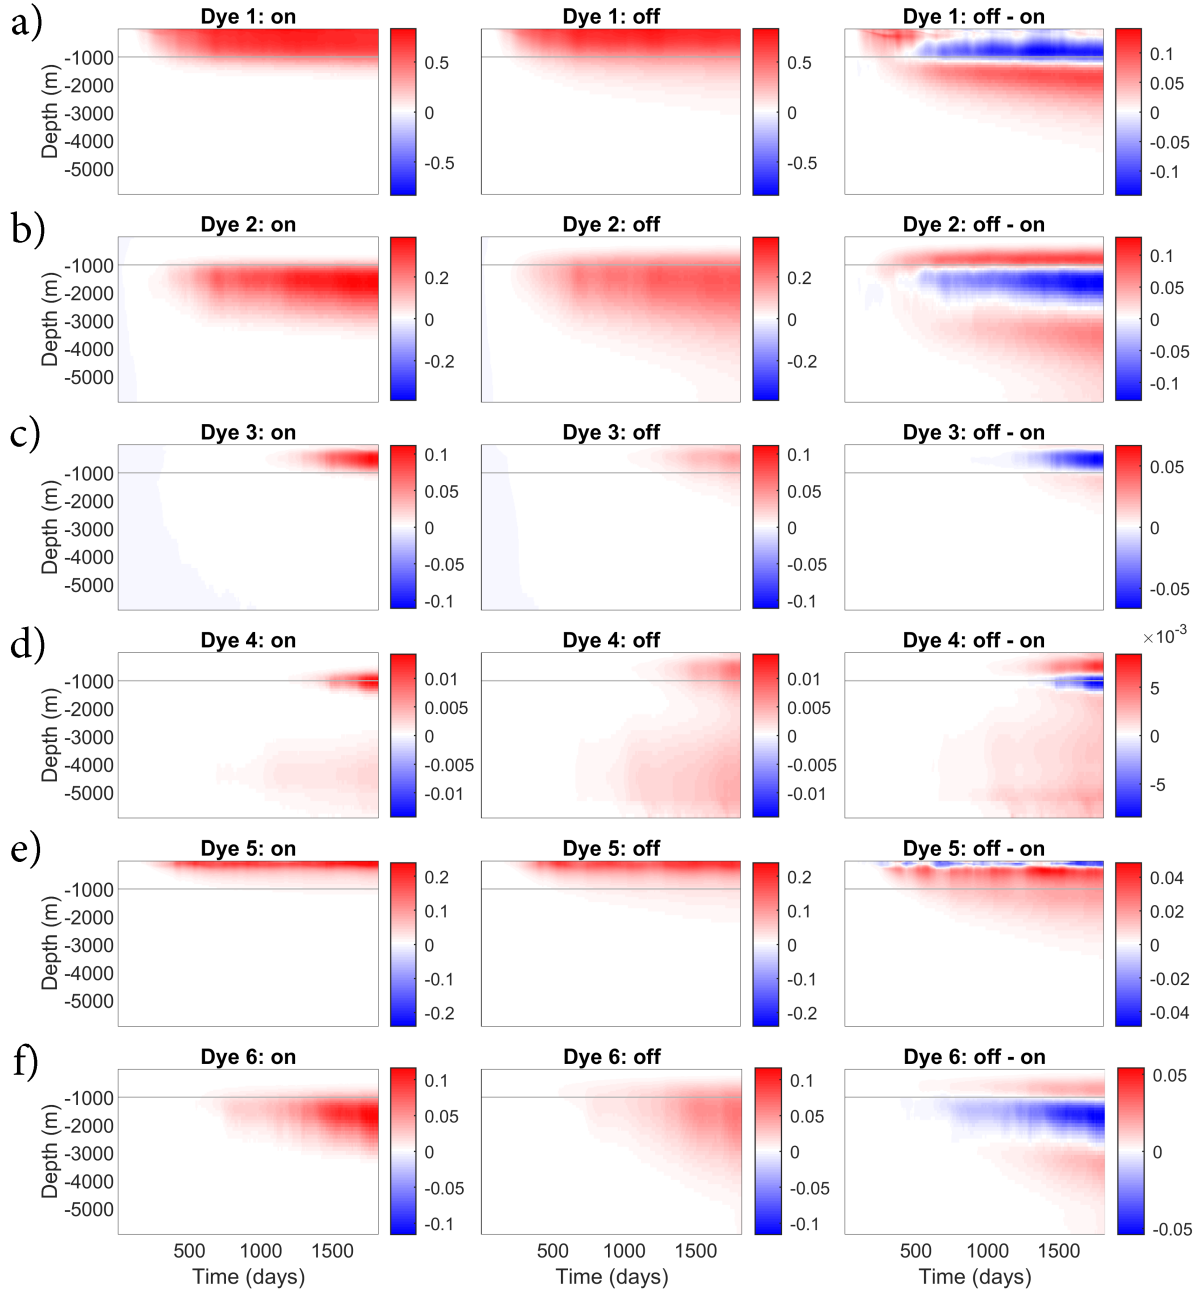 a)
Dye 1: on
Dye 1: off
Dye 1: off - on
-1000
-2000
-3000
-4000
-5000
Depth (m)
0.5
0
-0.5
0.5
0
-0.5
0.1
0.05
0
-0.05
-0.1
b)
Dye 2: on
Dye 2: off
Dye 2: off - on
-1000
-2000
-3000
-4000
-5000
Depth (m)
0.2
0
-0.2
0.2
0
-0.2
0.1
0.05
0
-0.05
-0.1
c)
Dye 3: on
Dye 3: off
Dye 3: off - on
-1000
-2000
-3000
-4000
-5000
Depth (m)
0.1
0.05
0
-0.05
-0.1
0.1
0.05
0
-0.05
-0.1
0.05
0
-0.05
d)
Dye 4: on
Dye 4: off
Dye 4: off - on
×10⁻³
-1000
-2000
-3000
-4000
-5000
Depth (m)
0.01
0.005
0
-0.005
-0.01
0.01
0.005
0
-0.005
-0.01
5
0
-5
e)
Dye 5: on
Dye 5: off
Dye 5: off - on
-1000
-2000
-3000
-4000
-5000
Depth (m)
0.2
0.1
0
-0.1
-0.2
0.2
0.1
0
-0.1
-0.2
0.04
0.02
0
-0.02
-0.04
f)
Dye 6: on
Dye 6: off
Dye 6: off - on
-1000
-2000
-3000
-4000
-5000
Depth (m)
0.1
0.05
0
-0.05
-0.1
0.1
0.05
0
-0.05
-0.1
0.05
0
-0.05
500 1000 1500
500 1000 1500
500 1000 1500
Time (days)
Time (days)
Time (days)